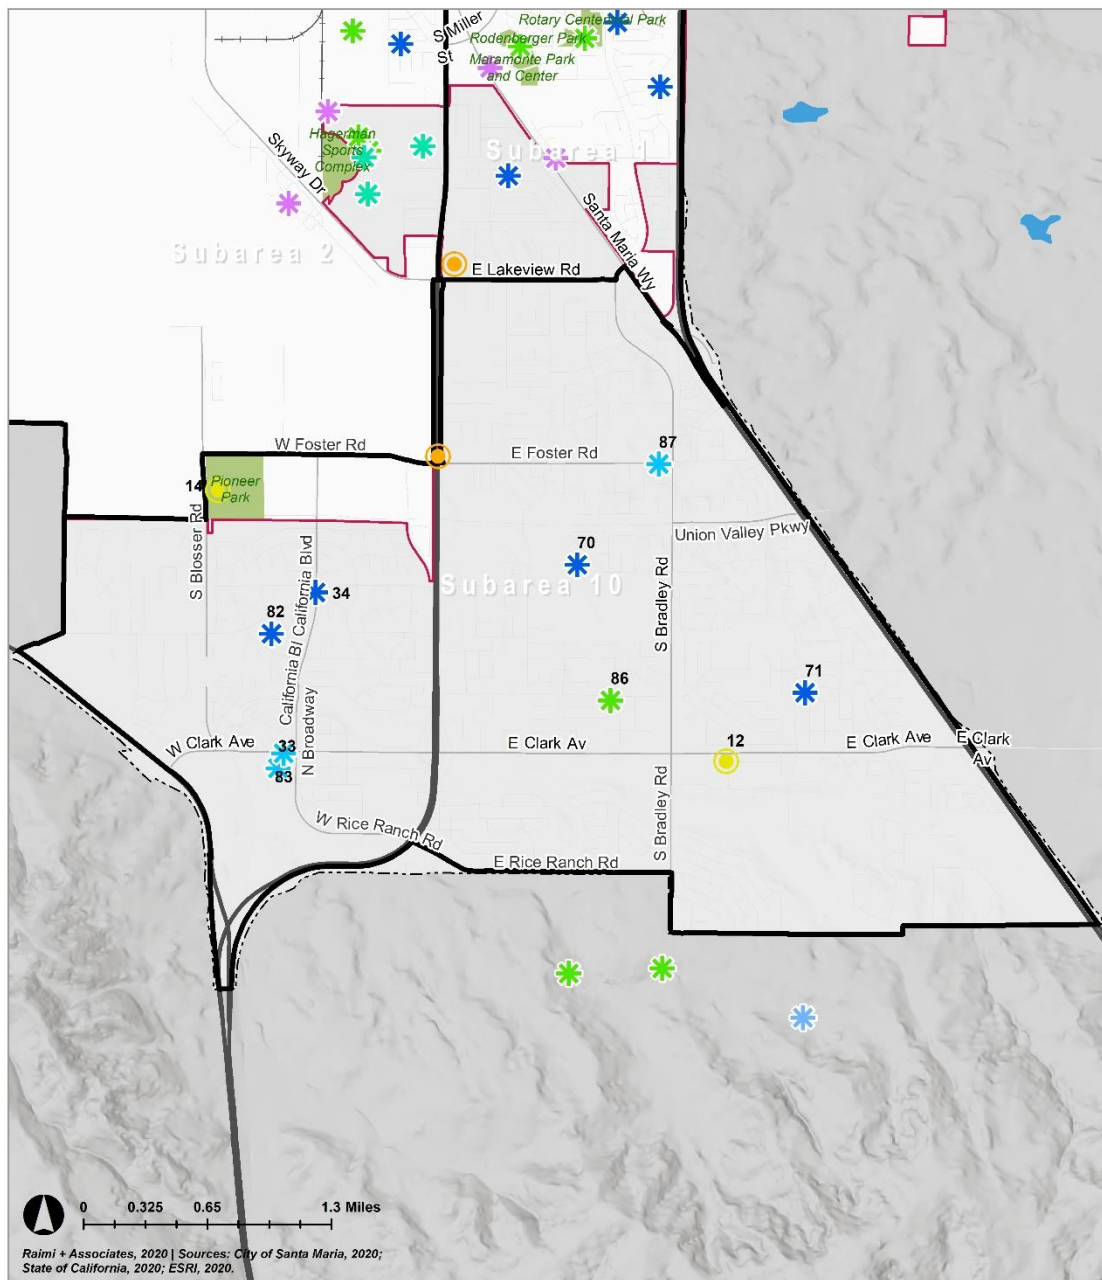 Rotary Centennial Park
S Miller
St
Rodenberger Park
Maramonte Park
and Center
Hagerman
Sports
Complex
Skyway Dr
Subarea 1
Santa Maria Wy
Subarea 2
E Lakeview Rd
W Foster Rd
E Foster Rd
87
14
Pioneer
Park
S Blosser Rd
Union Valley Pkwy
70
Subarea 10
S Bradley Rd
California Blvd
34
82
California Bl
86
71
N Broadway
12
W Clark Ave
33
E Clark Av
E Clark Ave
E Clark
Av
83
S Bradley Rd
W Rice Ranch Rd
E Rice Ranch Rd
0 0.325 0.65 1.3 Miles
Raimi + Associates, 2020 | Sources: City of Santa Maria, 2020;
State of California, 2020; ESRI, 2020.